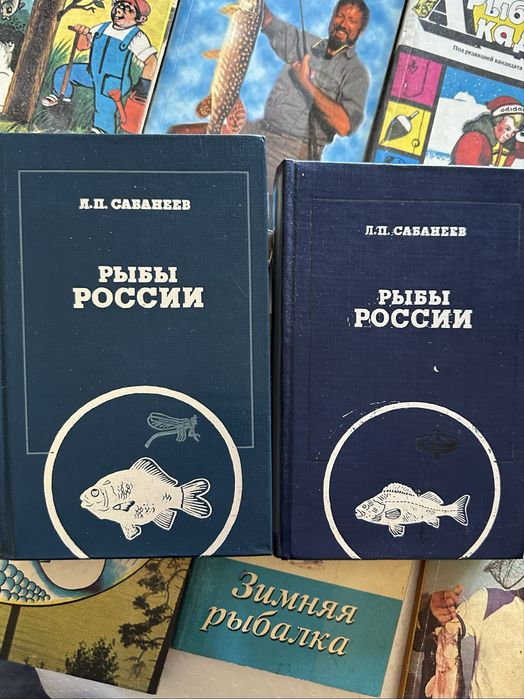 Под редакцией кандидата
Л.П. САБАНЕЕВ
РЫБЫ
РОССИИ
Л.П. САБАНЕЕВ
РЫБЫ
РОССИИ
Зимняя
рыбалка